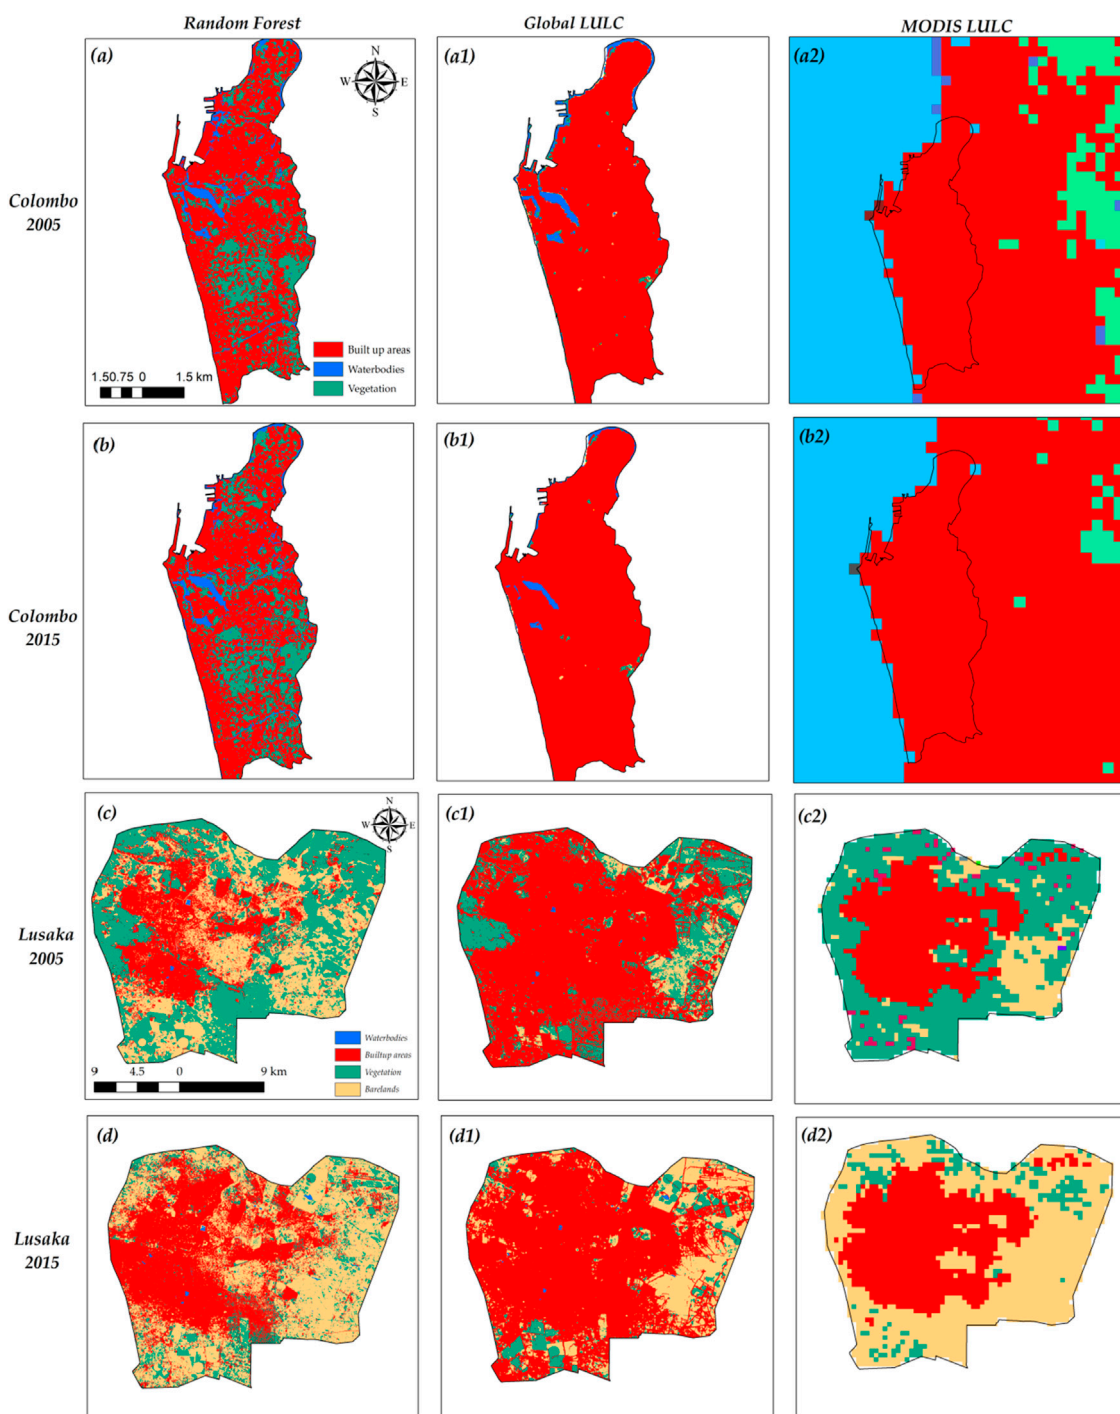 Random Forest
Global LULC
MODIS LULC
(a)
N
W E
S
(a1)
(a2)
Colombo
2005
Built up areas
Waterbodies
Vegetation
1.50.75 0 1.5 km
(b)
(b1)
(b2)
Colombo
2015
(c)
N
W E
S
(c1)
(c2)
Lusaka
2005
Waterbodies
Builtup areas
Vegetation
Barelands
9 4.5 0 9 km
(d)
(d1)
(d2)
Lusaka
2015